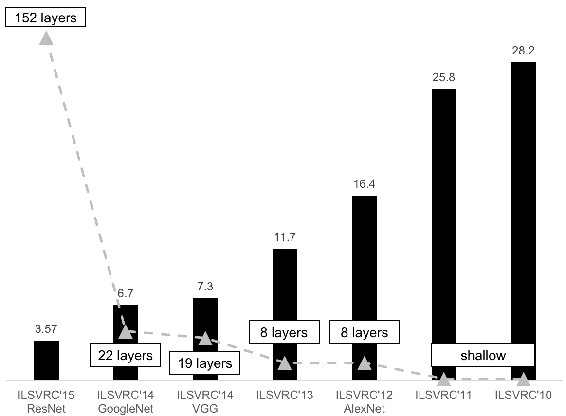 152 layers
28.2
25.8
16.4
11.7
7.3
6.7
3.57
22 layers
19 layers
8 layers
8 layers
shallow
ILSVRC'15
ResNet
ILSVRC'14
GoogleNet
ILSVRC'14
VGG
ILSVRC'13
ILSVRC'12
AlexNet
ILSVRC'11
ILSVRC'10